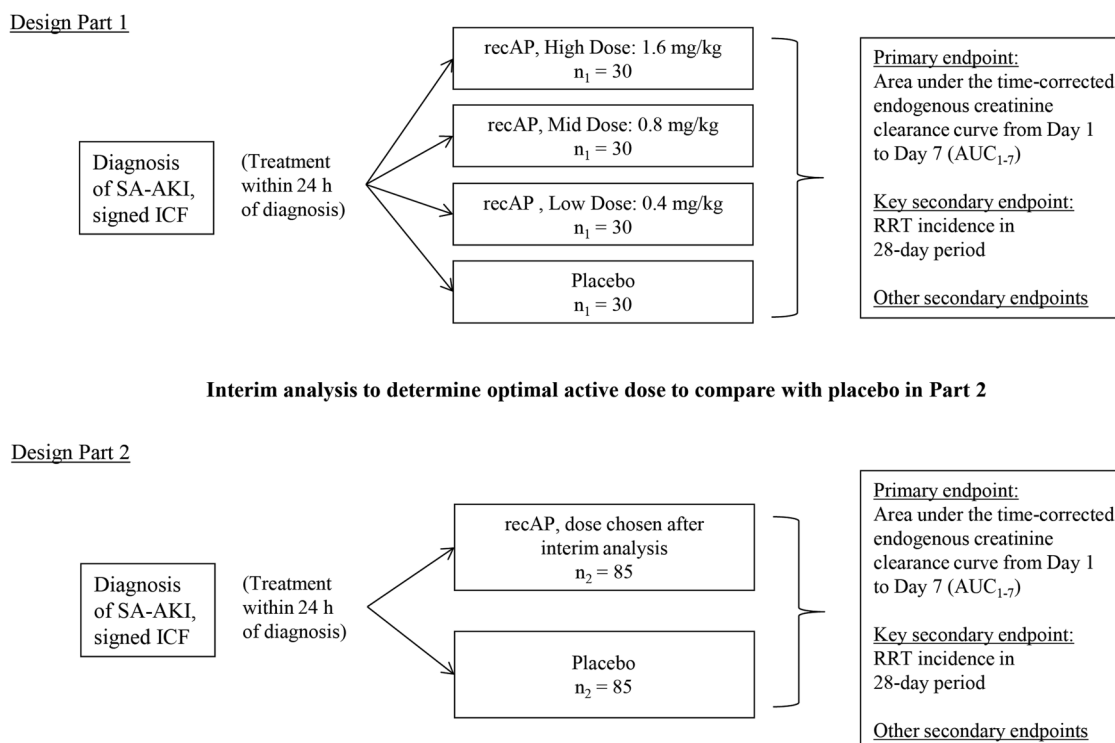 Design Part 1
recAP, High Dose: 1.6 mg/kg
n₁ = 30
recAP, Mid Dose: 0.8 mg/kg
n₁ = 30
recAP , Low Dose: 0.4 mg/kg
n₁ = 30
Placebo
n₁ = 30
Diagnosis
of SA-AKI,
signed ICF
(Treatment
within 24 h
of diagnosis)
Primary endpoint:
Area under the time-corrected
endogenous creatinine
clearance curve from Day 1
to Day 7 (AUC₁₋₇)
Key secondary endpoint:
RRT incidence in
28-day period
Other secondary endpoints
Interim analysis to determine optimal active dose to compare with placebo in Part 2
Design Part 2
recAP, dose chosen after
interim analysis
n₂ = 85
Placebo
n₂ = 85
Diagnosis
of SA-AKI,
signed ICF
(Treatment
within 24 h
of diagnosis)
Primary endpoint:
Area under the time-corrected
endogenous creatinine
clearance curve from Day 1
to Day 7 (AUC₁₋₇)
Key secondary endpoint:
RRT incidence in
28-day period
Other secondary endpoints